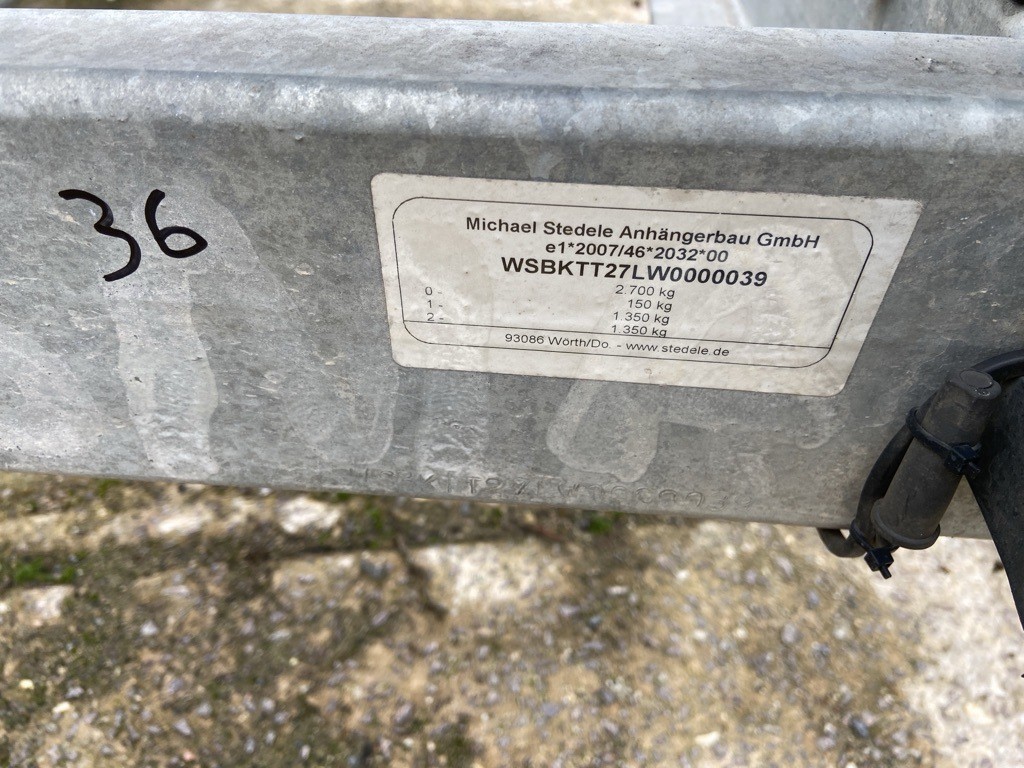 36
Michael Stedele Anhängerbau GmbH
e1*2007/46*2032*00
WSBKTT27LW0000039
2.700 kg
0 - 150 kg
1 - 1.350 kg
2 - 1.350 kg
93086 Wörth/Do. - www.stedele.de